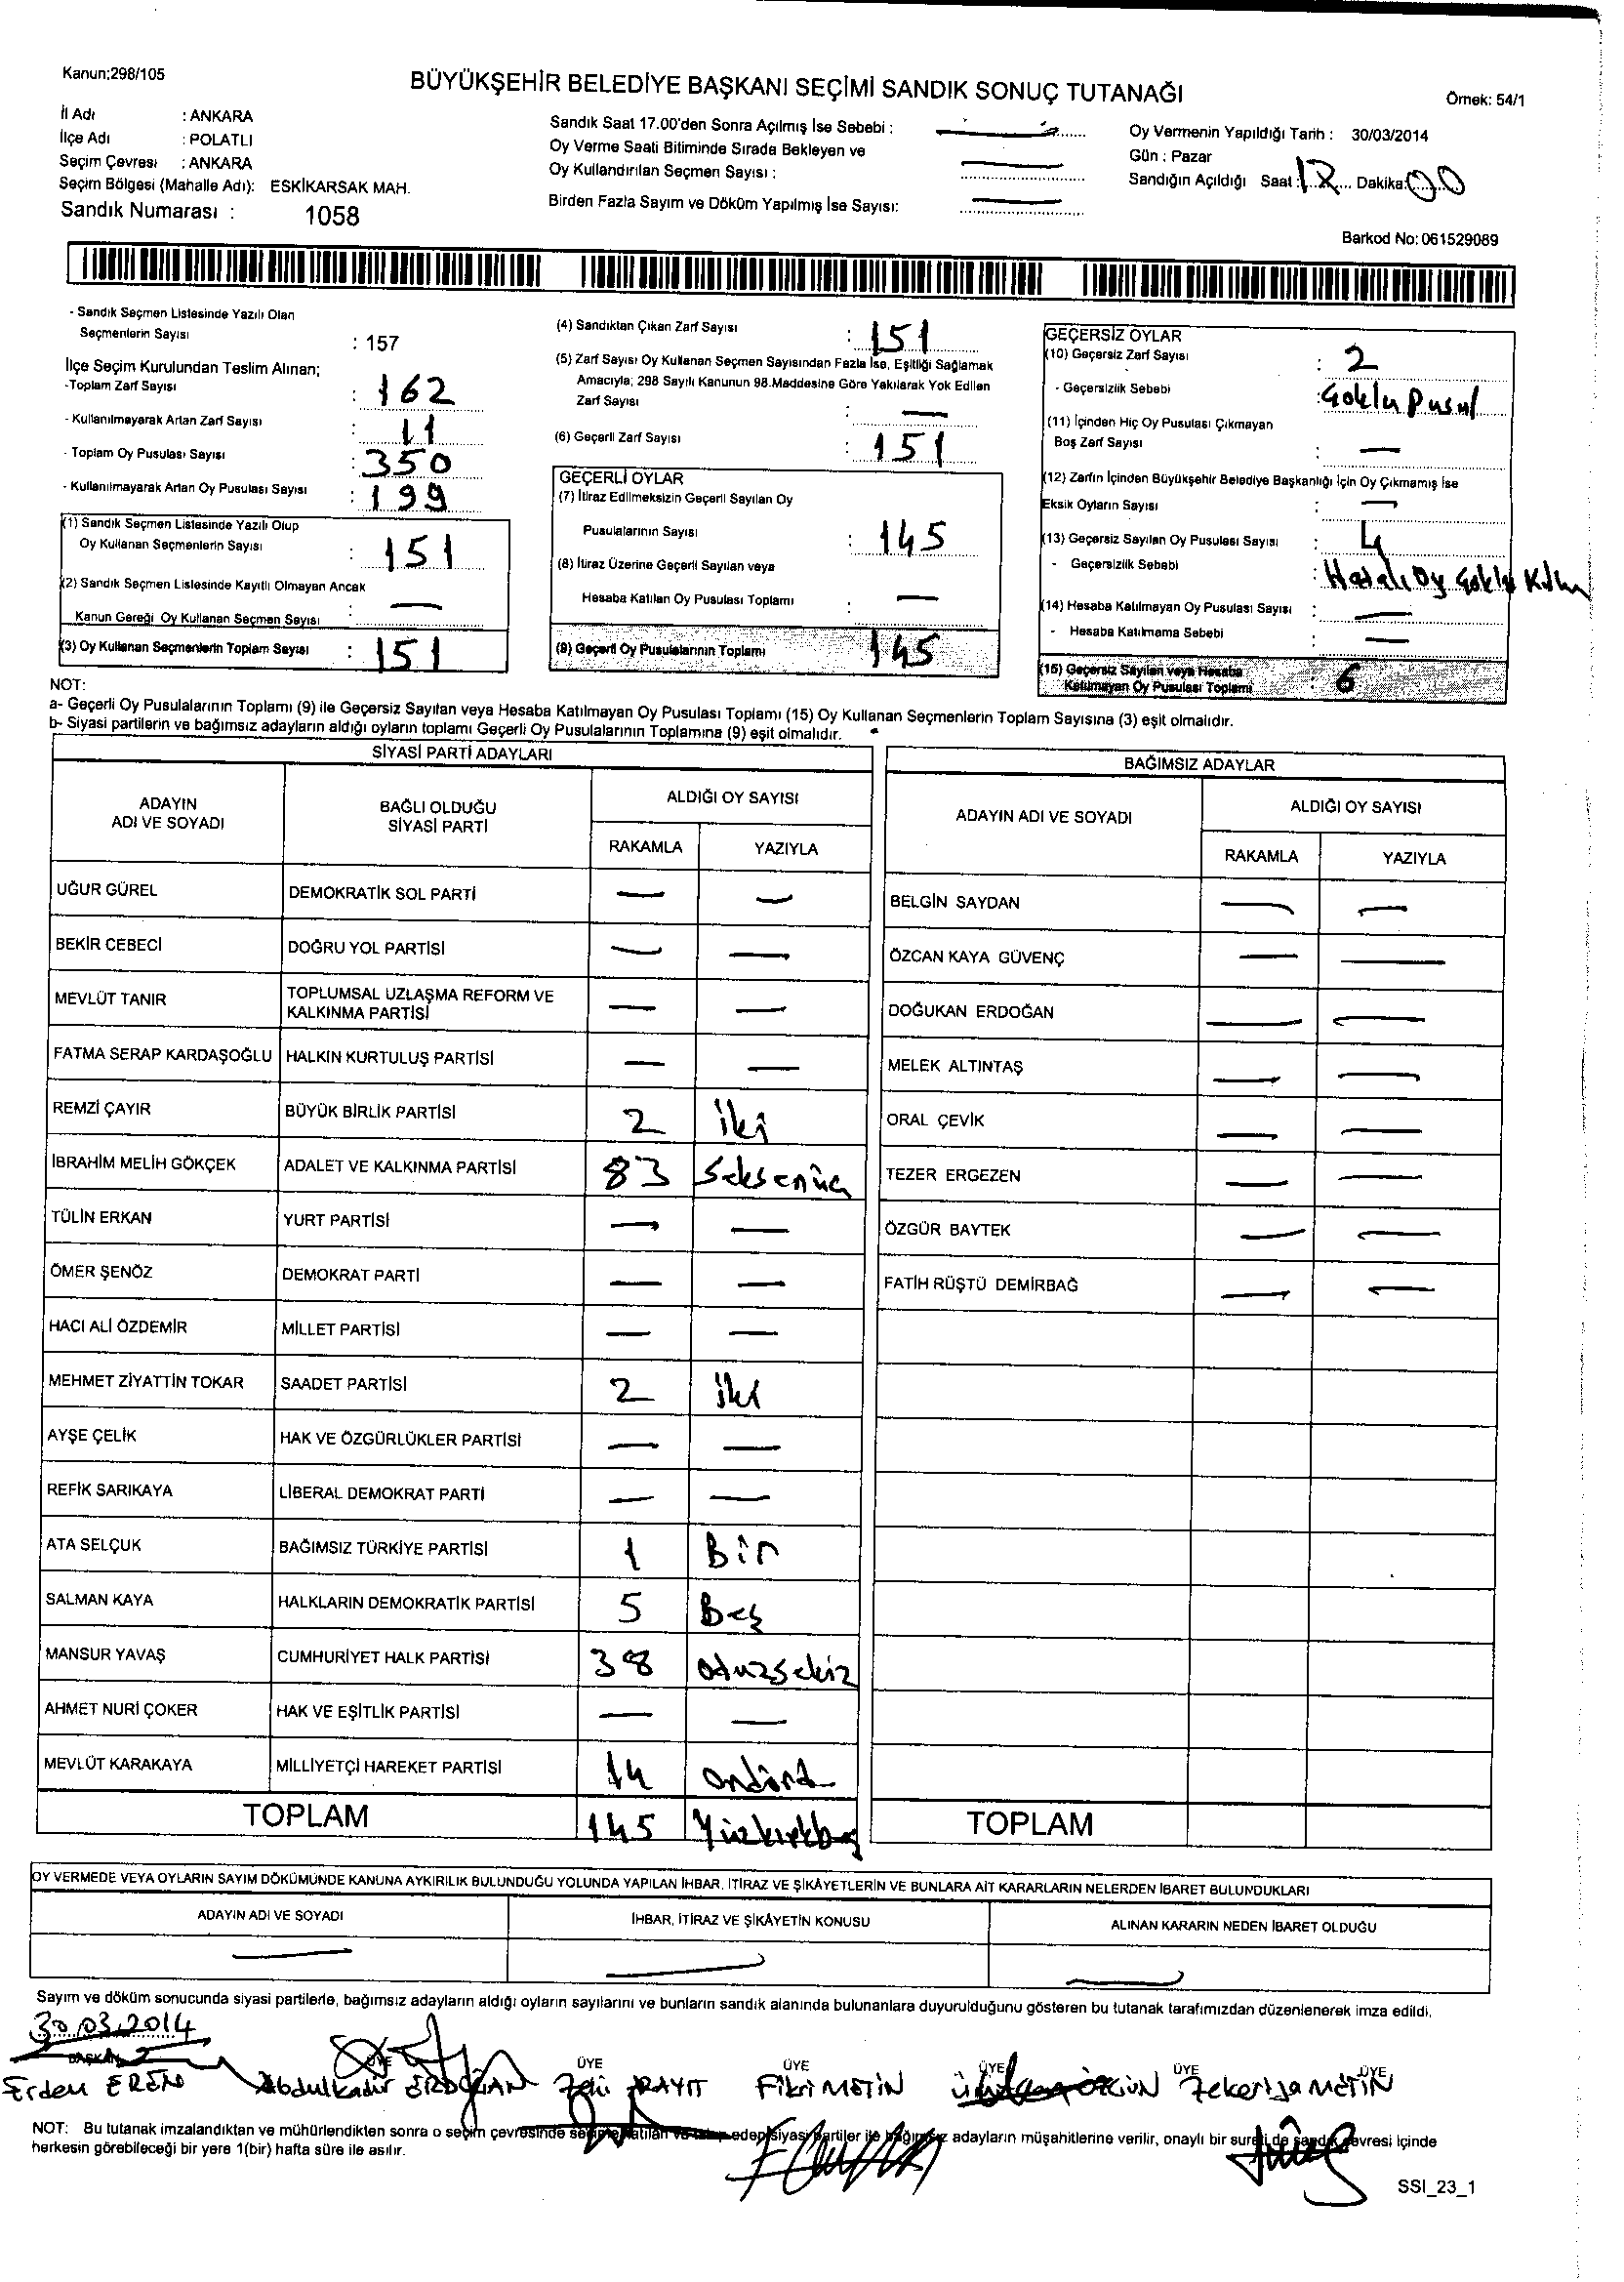 Kanun;298/105
BÜYÜKŞEHİR BELEDİYE BAŞKANI SEÇİMİ SANDIK SONUÇ TUTANAĞI
Örnek: 54/1
İl Adı : ANKARA
İlçe Adı : POLATLI
Seçim Çevresi : ANKARA
Seçim Bölgesi (Mahalle Adı): ESKİKARSAK MAH.
Sandık Numarası : 1058
Sandık Saat 17.00'den Sonra Açılmış İse Sebebi : —
Oy Verme Saati Bitiminde Sırada Bekleyen ve
Oy Kullandırılan Seçmen Sayısı : —
Birden Fazla Sayım ve Döküm Yapılmış İse Sayısı: —
Oy Vermenin Yapıldığı Tarih : 30/03/2014
Gün : Pazar
Sandığın Açıldığı Saat : Dakika: 00
Barkod No: 061529089
- Sandık Seçmen Listesinde Yazılı Olan
Seçmenlerin Sayısı : 157
İlçe Seçim Kurulundan Teslim Alınan;
-Toplam Zarf Sayısı : 162
- Kullanılmayarak Artan Zarf Sayısı : 11
- Toplam Oy Pusulası Sayısı : 350
- Kullanılmayarak Artan Oy Pusulası Sayısı : 199
(1) Sandık Seçmen Listesinde Yazılı Olup
Oy Kullanan Seçmenlerin Sayısı : 151
(2) Sandık Seçmen Listesinde Kayıtlı Olmayan Ancak
Kanun Gereği Oy Kullanan Seçmen Sayısı : —
(3) Oy Kullanan Seçmenlerin Toplam Sayısı : 151
(4) Sandıktan Çıkan Zarf Sayısı : 151
(5) Zarf Sayısı Oy Kullanan Seçmen Sayısından Fazla İse, Eşitliği Sağlamak
Amacıyla; 298 Sayılı Kanunun 98.Maddesine Göre Yakılarak Yok Edilen
Zarf Sayısı : —
(6) Geçerli Zarf Sayısı : 151
GEÇERLİ OYLAR
(7) İtiraz Edilmeksizin Geçerli Sayılan Oy
Pusulalarının Sayısı : 145
(8) İtiraz Üzerine Geçerli Sayılan veya
Hesaba Katılan Oy Pusulası Toplamı : —
(9) Geçerli Oy Pusulalarının Toplamı 145
GEÇERSİZ OYLAR
(10) Geçersiz Zarf Sayısı : 2
- Geçersizlik Sebebi :
(11) İçinden Hiç Oy Pusulası Çıkmayan
Boş Zarf Sayısı : —
(12) Zarfın İçinden Büyükşehir Belediye Başkanlığı İçin Oy Çıkmamış İse
Eksik Oyların Sayısı : —
(13) Geçersiz Sayılan Oy Pusulası Sayısı : 4
- Geçersizlik Sebebi : Hatalı Oy
(14) Hesaba Katılmayan Oy Pusulası Sayısı : —
- Hesaba Katılmama Sebebi : —
(15) Geçersiz Sayılan veya Hesaba
Katılmayan Oy Pusulası Toplamı : 6
NOT:
a- Geçerli Oy Pusulalarının Toplamı (9) ile Geçersiz Sayılan veya Hesaba Katılmayan Oy Pusulası Toplamı (15) Oy Kullanan Seçmenlerin Toplam Sayısına (3) eşit olmalıdır.
b- Siyasi partilerin ve bağımsız adayların aldığı oyların toplamı Geçerli Oy Pusulalarının Toplamına (9) eşit olmalıdır.
SİYASİ PARTİ ADAYLARI
ADAYIN ADI VE SOYADI BAĞLI OLDUĞU SİYASİ PARTİ ALDIĞI OY SAYISI
RAKAMLA YAZIYLA
UĞUR GÜREL DEMOKRATİK SOL PARTİ — —
BEKİR CEBECİ DOĞRU YOL PARTİSİ — —
MEVLÜT TANIR TOPLUMSAL UZLAŞMA REFORM VE KALKINMA PARTİSİ — —
FATMA SERAP KARDAŞOĞLU HALKIN KURTULUŞ PARTİSİ — —
REMZİ ÇAYIR BÜYÜK BİRLİK PARTİSİ 2 iki
İBRAHİM MELİH GÖKÇEK ADALET VE KALKINMA PARTİSİ 83 Seksenüç
TÜLİN ERKAN YURT PARTİSİ — —
ÖMER ŞENÖZ DEMOKRAT PARTİ — —
HACI ALİ ÖZDEMİR MİLLET PARTİSİ — —
MEHMET ZİYATTİN TOKAR SAADET PARTİSİ 2 iki
AYŞE ÇELİK HAK VE ÖZGÜRLÜKLER PARTİSİ — —
REFİK SARIKAYA LİBERAL DEMOKRAT PARTİ — —
ATA SELÇUK BAĞIMSIZ TÜRKİYE PARTİSİ 1 Bir
SALMAN KAYA HALKLARIN DEMOKRATİK PARTİSİ 5 Beş
MANSUR YAVAŞ CUMHURİYET HALK PARTİSİ 38 otuzsekiz
AHMET NURİ ÇOKER HAK VE EŞİTLİK PARTİSİ — —
MEVLÜT KARAKAYA MİLLİYETÇİ HAREKET PARTİSİ 14 ondört
TOPLAM 145 Yüzkırkbeş
BAĞIMSIZ ADAYLAR
ADAYIN ADI VE SOYADI ALDIĞI OY SAYISI
RAKAMLA YAZIYLA
BELGİN SAYDAN — —
ÖZCAN KAYA GÜVENÇ — —
DOĞUKAN ERDOĞAN — —
MELEK ALTINTAŞ — —
ORAL ÇEVİK — —
TEZER ERGEZEN — —
ÖZGÜR BAYTEK — —
FATİH RÜŞTÜ DEMİRBAĞ — —
TOPLAM
OY VERMEDE VEYA OYLARIN SAYIM DÖKÜMÜNDE KANUNA AYKIRILIK BULUNDUĞU YOLUNDA YAPILAN İHBAR, İTİRAZ VE ŞİKÂYETLERİN VE BUNLARA AİT KARARLARIN NELERDEN İBARET BULUNDUKLARI
ADAYIN ADI VE SOYADI İHBAR, İTİRAZ VE ŞİKÂYETİN KONUSU ALINAN KARARIN NEDEN İBARET OLDUĞU
— — —
Sayım ve döküm sonucunda siyasi partilerle, bağımsız adayların aldığı oyların sayılarını ve bunların sandık alanında bulunanlara duyurulduğunu gösteren bu tutanak tarafımızdan düzenlenerek imza edildi.
30.03.2014
BAŞKAN ÜYE ÜYE ÜYE ÜYE ÜYE ÜYE
Erden EREN Abdulkadir ERDOĞAN Fikri METİN Zekeriya METİN
NOT: Bu tutanak imzalandıktan ve mühürlendikten sonra o seçim çevresinde seçime katılan ve talep eden siyasi partiler ile bağımsız adayların müşahitlerine verilir, onaylı bir sureti de sandık çevresi içinde
herkesin görebileceği bir yere 1(bir) hafta süre ile asılır.
SSI_23_1